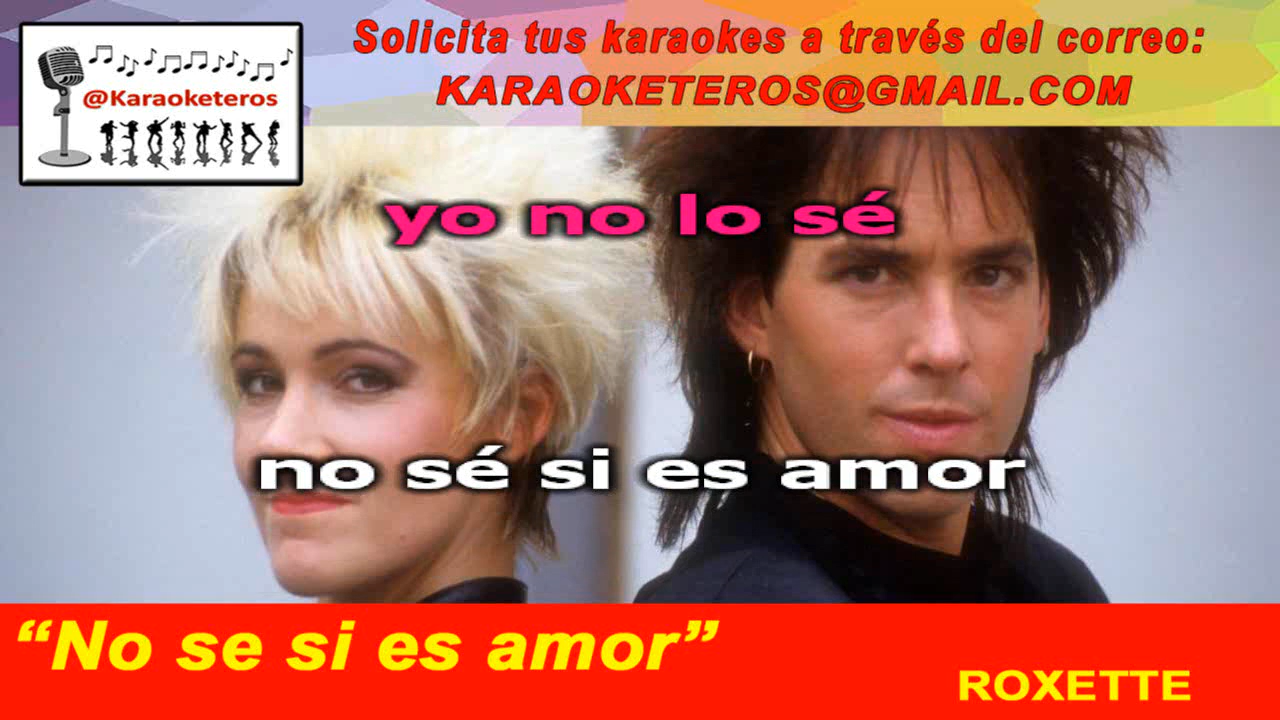 @Karaoketeros
Solicita tus karaokes a través del correo:
KARAOKETEROS@GMAIL.COM
yo no lo sé
no sé si es amor
“No se si es amor”
ROXETTE